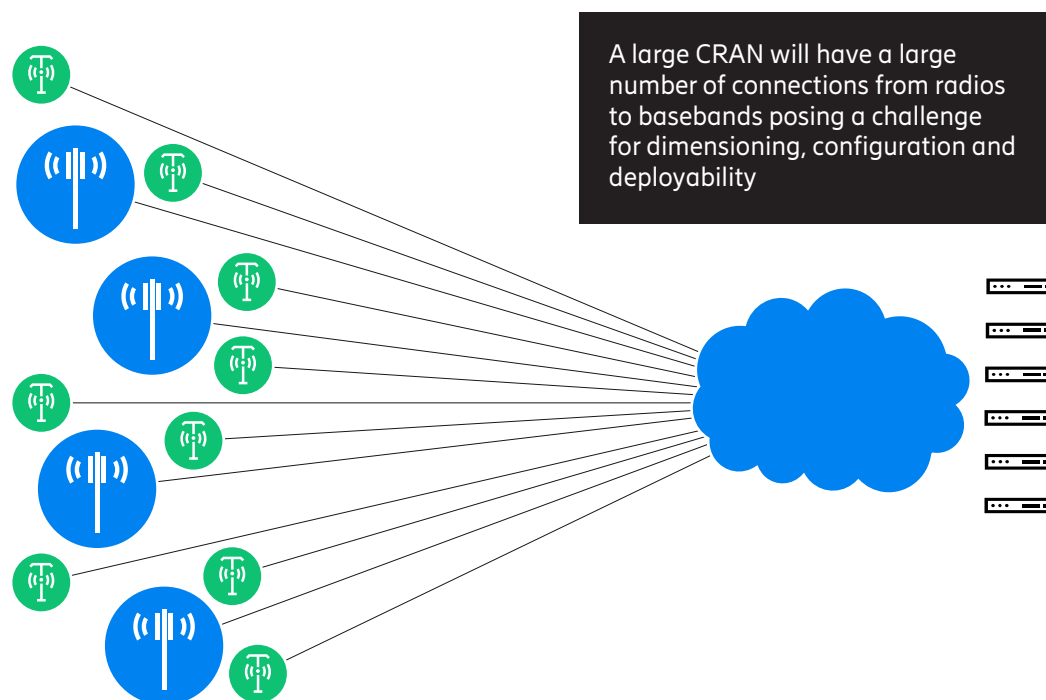 A large CRAN will have a large
number of connections from radios
to basebands posing a challenge
for dimensioning, configuration and
deployability